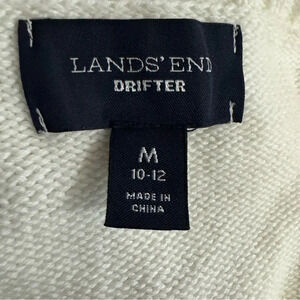 LANDS' END
DRIFTER
M
10-12
MADE IN
CHINA